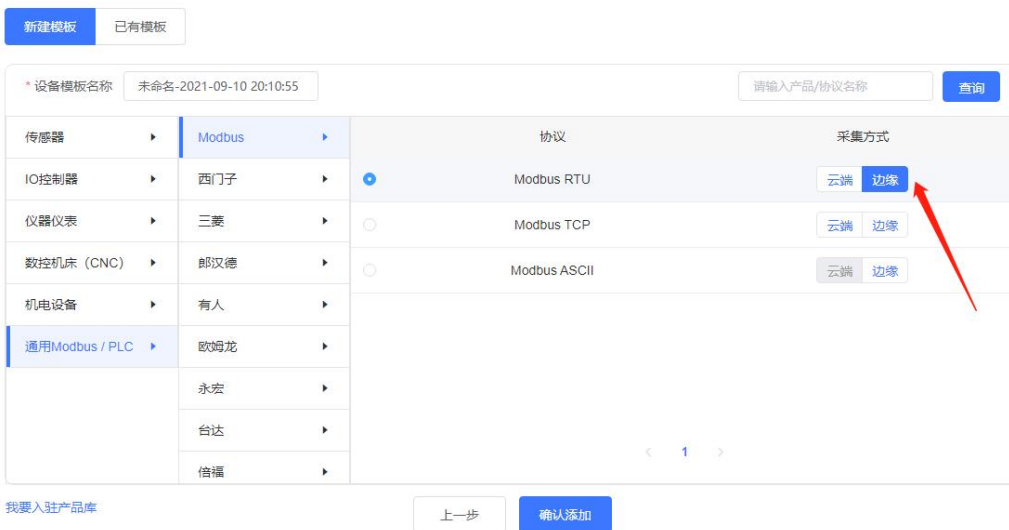 新建模板 已有模板
* 设备模板名称 未命名-2021-09-10 20:10:55 请输入产品/协议名称 查询
传感器 Modbus 协议 采集方式
IO控制器 西门子 Modbus RTU 云端 边缘
仪器仪表 三菱 Modbus TCP 云端 边缘
数控机床（CNC） 郎汉德 Modbus ASCII 云端 边缘
机电设备 有人
通用Modbus / PLC 欧姆龙
永宏
台达
1
倍福
我要入驻产品库 上一步 确认添加